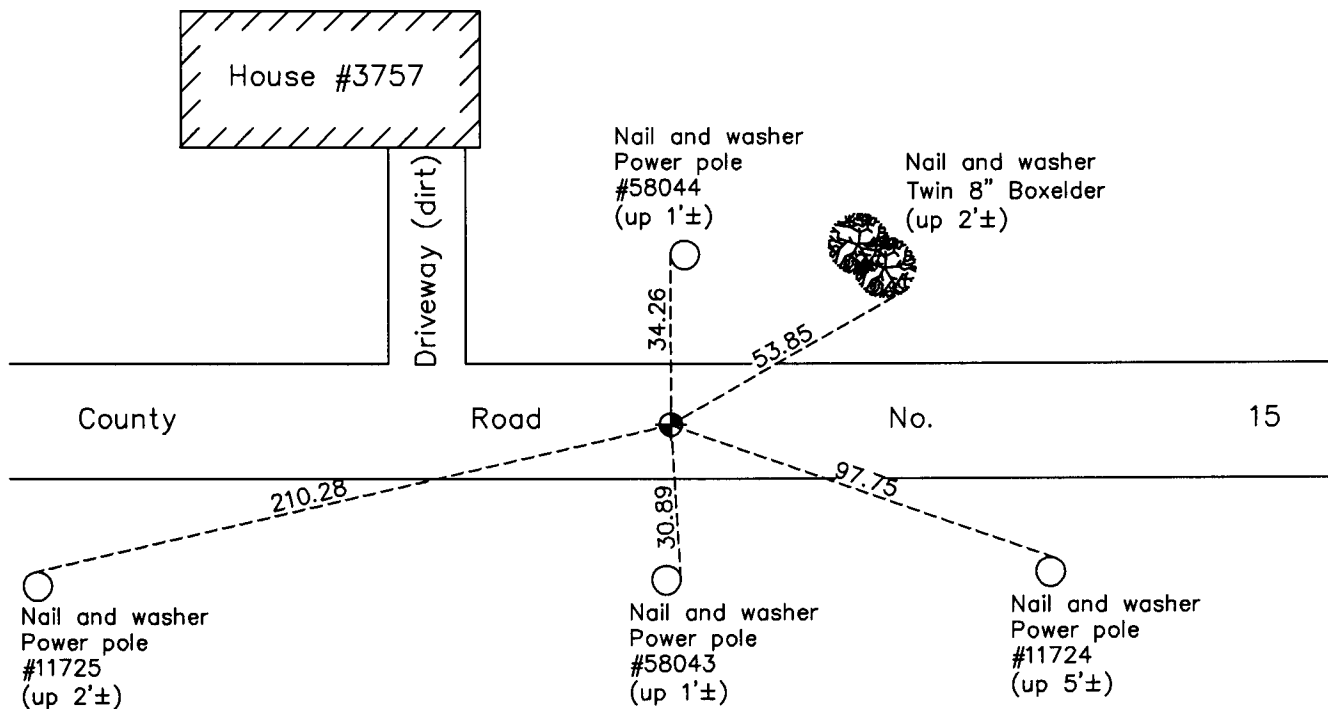 House #3757
Nail and washer
Power pole
#58044
(up 1'±)
Nail and washer
Twin 8" Boxelder
(up 2'±)
Driveway (dirt)
34.26
53.85
County Road No. 15
210.28
30.89
97.75
Nail and washer
Power pole
#11725
(up 2'±)
Nail and washer
Power pole
#58043
(up 1'±)
Nail and washer
Power pole
#11724
(up 5'±)